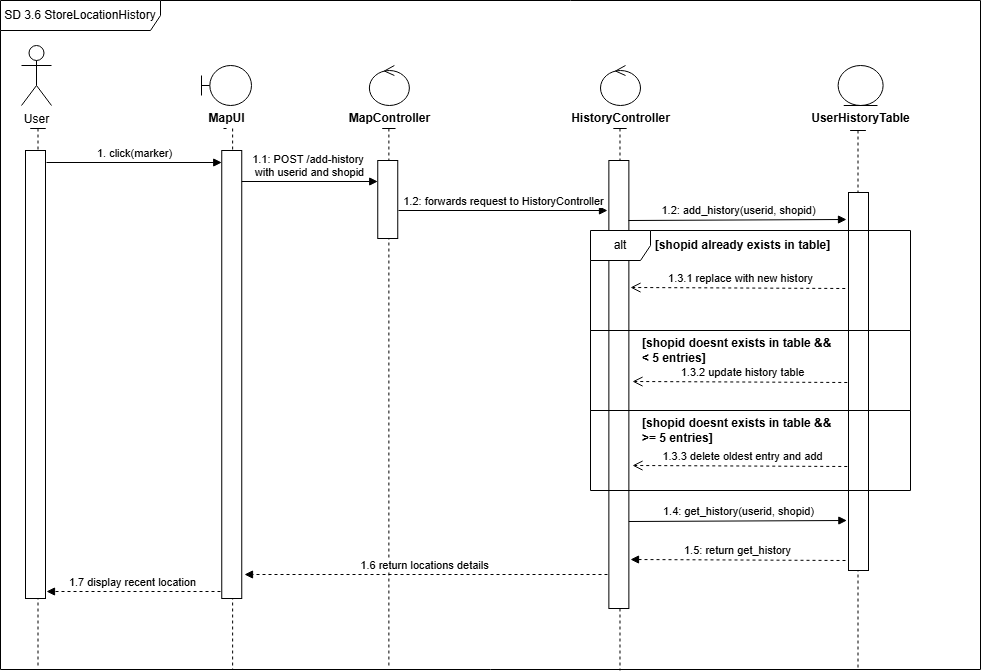 SD 3.6 StoreLocationHistory
User
MapUI
MapController
HistoryController
UserHistoryTable
1. click(marker)
1.1: POST /add-history
with userid and shopid
1.2: forwards request to HistoryController
1.2: add_history(userid, shopid)
alt
[shopid already exists in table]
1.3.1 replace with new history
[shopid doesnt exists in table &&
< 5 entries]
1.3.2 update history table
[shopid doesnt exists in table &&
>= 5 entries]
1.3.3 delete oldest entry and add
1.4: get_history(userid, shopid)
1.5: return get_history
1.6 return locations details
1.7 display recent location